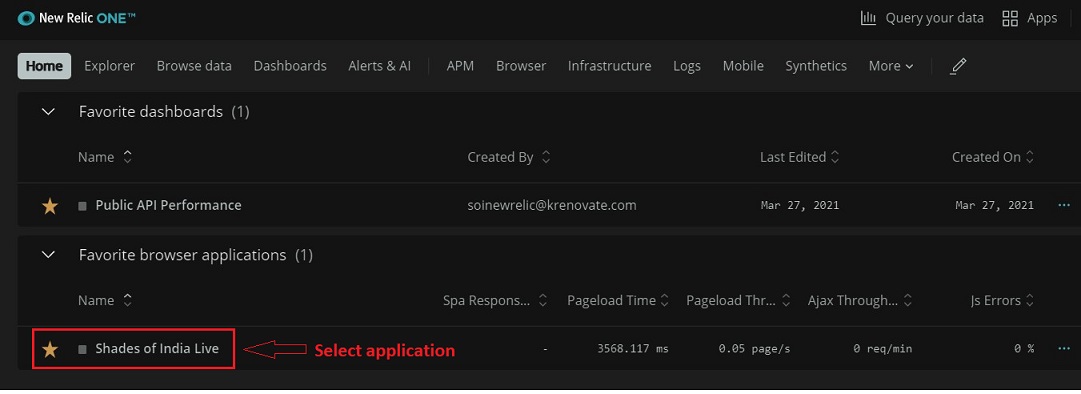 New Relic ONE™ Query your data Apps
Home Explorer Browse data Dashboards Alerts & AI APM Browser Infrastructure Logs Mobile Synthetics More
Favorite dashboards (1)
Name Created By Last Edited Created On
Public API Performance soinewrelic@krenovate.com Mar 27, 2021 Mar 27, 2021 ...
Favorite browser applications (1)
Name Spa Respons... Pageload Time Pageload Thr... Ajax Through... Js Errors
Shades of India Live Select application - 3568.117 ms 0.05 page/s 0 req/min 0 % ...